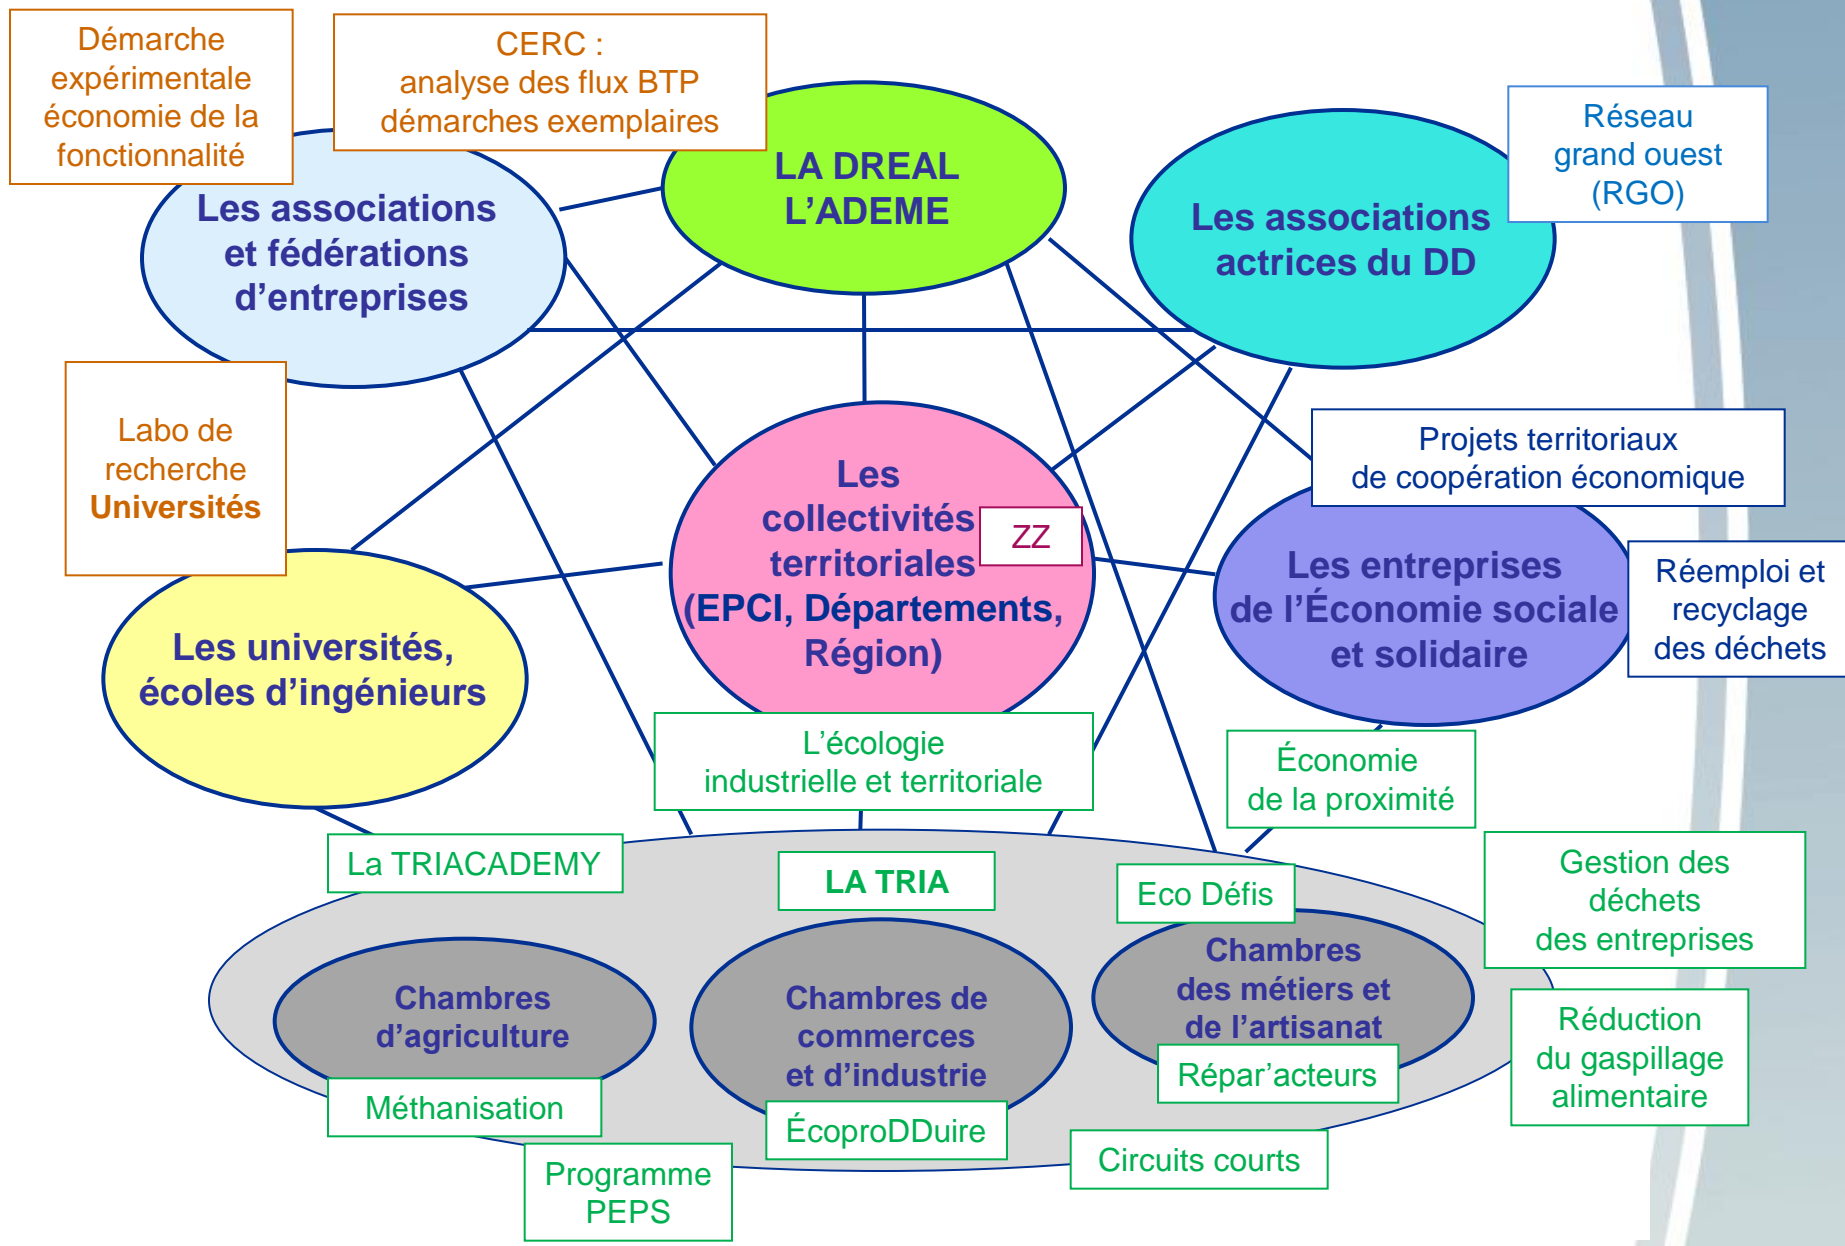 Démarche
expérimentale
économie de la
fonctionnalité
CERC :
analyse des flux BTP
démarches exemplaires
LA DREAL
L’ADEME
Réseau
grand ouest
(RGO)
Les associations
et fédérations
d’entreprises
Les associations
actrices du DD
Labo de
recherche
Universités
Projets territoriaux
de coopération économique
Les
collectivités
territoriales
(EPCI, Départements,
Région)
ZZ
Les entreprises
de l’Économie sociale
et solidaire
Réemploi et
recyclage
des déchets
Les universités,
écoles d’ingénieurs
L’écologie
industrielle et territoriale
Économie
de la proximité
La TRIACADEMY
LA TRIA
Eco Défis
Gestion des
déchets
des entreprises
Chambres
d’agriculture
Chambres de
commerces
et d’industrie
Chambres
des métiers et
de l’artisanat
Réduction
du gaspillage
alimentaire
Méthanisation
ÉcoproDDuire
Répar’acteurs
Programme
PEPS
Circuits courts